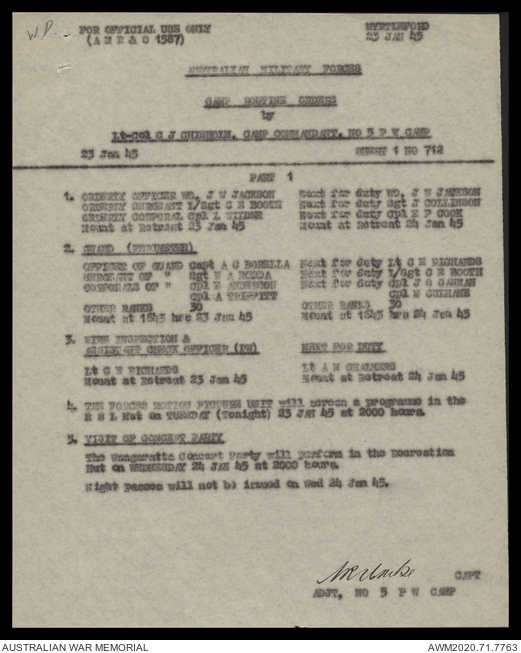 W.D.
FOR OFFICIAL USE ONLY MYRTLEFORD
(A M R & O 1587) 23 JAN 45
AUSTRALIAN MILITARY FORCES
CAMP ROUTINE ORDERS
by
Lt-Col C J CHISHOLM, CAMP COMMANDANT, NO 5 P W CAMP
23 Jan 45 SHEET 1 NO 712
PART 1
1. ORDERLY OFFICER WO. J W JACKSON Next for duty WO. J W JACKSON
ORDERLY SERGEANT L/Sgt C E BOOTH Next for duty Sgt J COLLINSON
ORDERLY CORPORAL Cpl L WILDER Next for duty Cpl E F COOK
Mount at Retreat 23 Jan 45 Mount at Retreat 24 Jan 45
2. GUARD (PERIMETER)
OFFICER OF GUARD Capt A G BORELLA Next for duty Lt C E RICHARDS
SERGEANT OF " Sgt W A RODDA Next for duty L/Sgt C E BOOTH
CORPORALS OF " Cpl E ANDERSON Next for duty Cpl J G
Cpl A TRIFFITT Cpl M CULHANE
OTHER RANKS 30 OTHER RANKS 30
Mount at 1645 hrs 23 Jan 45 Mount at 1645 hrs 24 Jan 45
3. WIRE INSPECTION &
ASSISTANT CHECK OFFICER (PW) NEXT FOR DUTY
Lt C E RICHARDS Lt A N CHALMERS
Mount at Retreat 23 Jan 45 Mount at Retreat 24 Jan 45
4. THE FORCES MOTION PICTURE UNIT will screen a programme in the
R S L Hut on TUESDAY (Tonight) 23 JAN 45 at 2000 hours.
5. VISIT OF CONCERT PARTY
The Wangaratta Concert Party will perform in the Recreation
Hut on WEDNESDAY 24 JAN 45 at 2000 hours.
Night passes will not be issued on Wed 24 Jan 45.
CAPT
ADJT, NO 5 P W CAMP
AUSTRALIAN WAR MEMORIAL AWM2020.71.7763